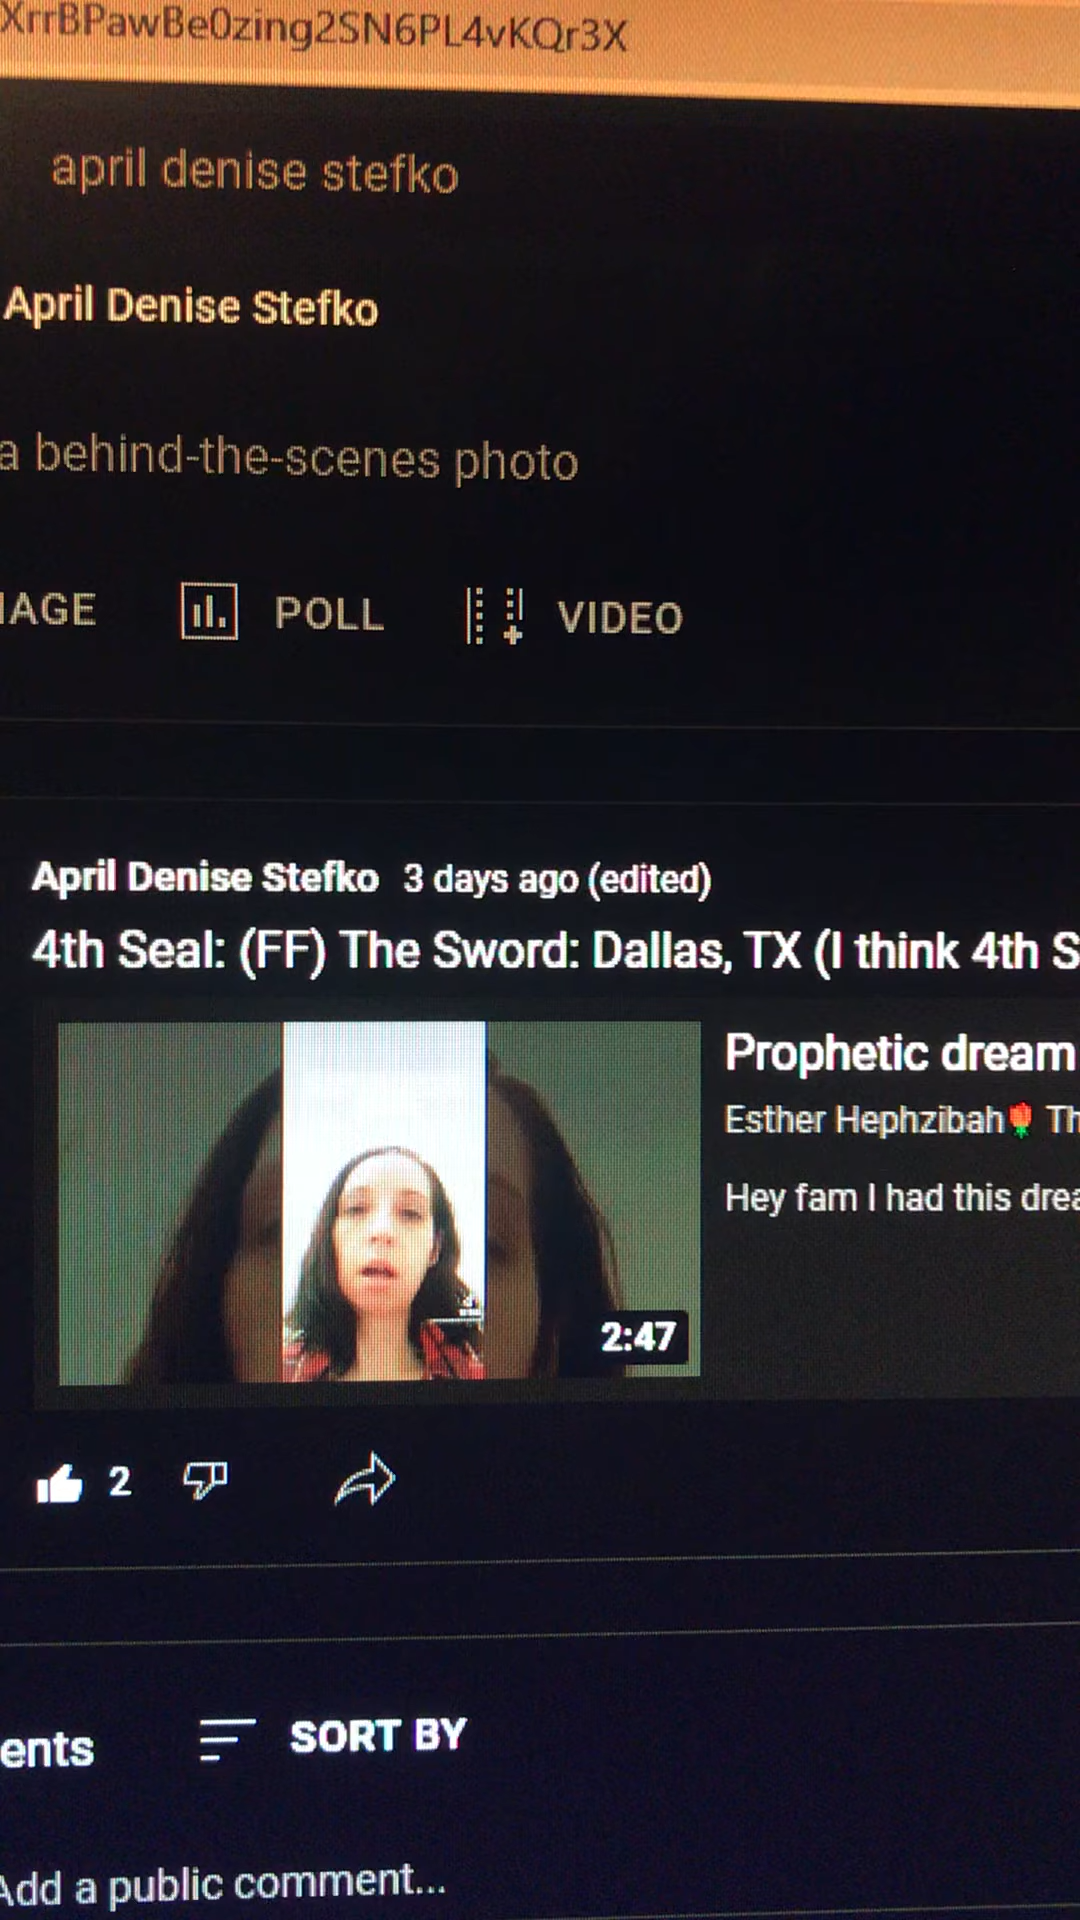 XrrBPawBe0zing2SN6PL4vKQr3X
april denise stefko
April Denise Stefko
a behind-the-scenes photo
IAGE POLL VIDEO
April Denise Stefko 3 days ago (edited)
4th Seal: (FF) The Sword: Dallas, TX (I think 4th S
Prophetic dream
Esther Hephzibah🌹 Th
Hey fam I had this drea
2:47
2
ents SORT BY
Add a public comment...